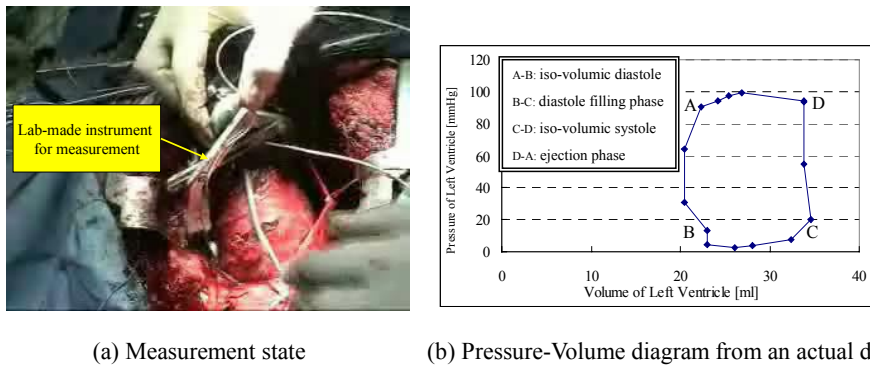 Lab-made instrument
for measurement
(a) Measurement state
Pressure of Left Ventricle [mmHg]
120
100
80
60
40
20
0
A-B: iso-volumic diastole
B-C: diastole filling phase
C-D: iso-volumic systole
D-A: ejection phase
A
D
B
C
0
10
20
30
40
Volume of Left Ventricle [ml]
(b) Pressure-Volume diagram from an actual d